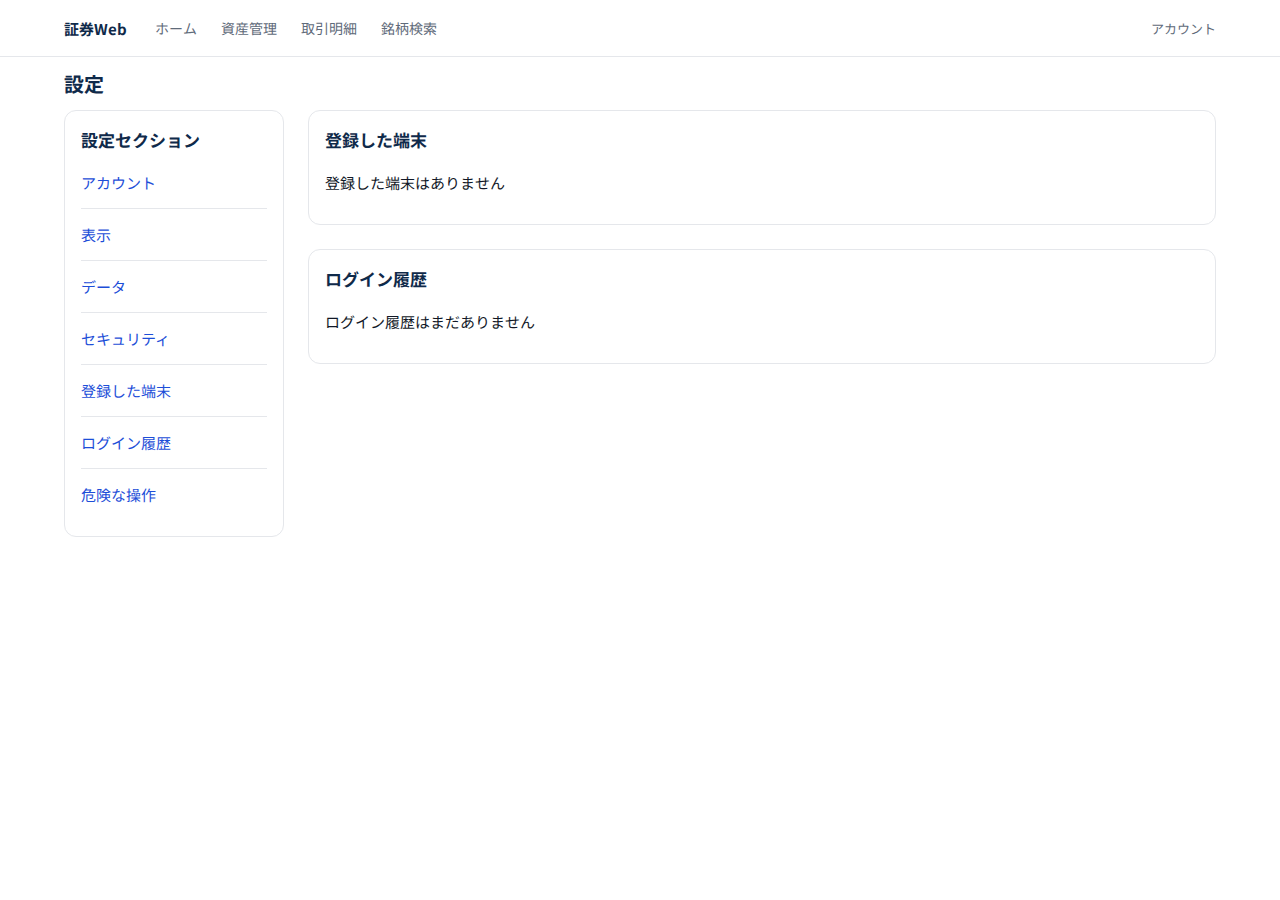 証券Web ホーム 資産管理 取引明細 銘柄検索 アカウント
設定
設定セクション
アカウント
表示
データ
セキュリティ
登録した端末
ログイン履歴
危険な操作
登録した端末
登録した端末はありません
ログイン履歴
ログイン履歴はまだありません